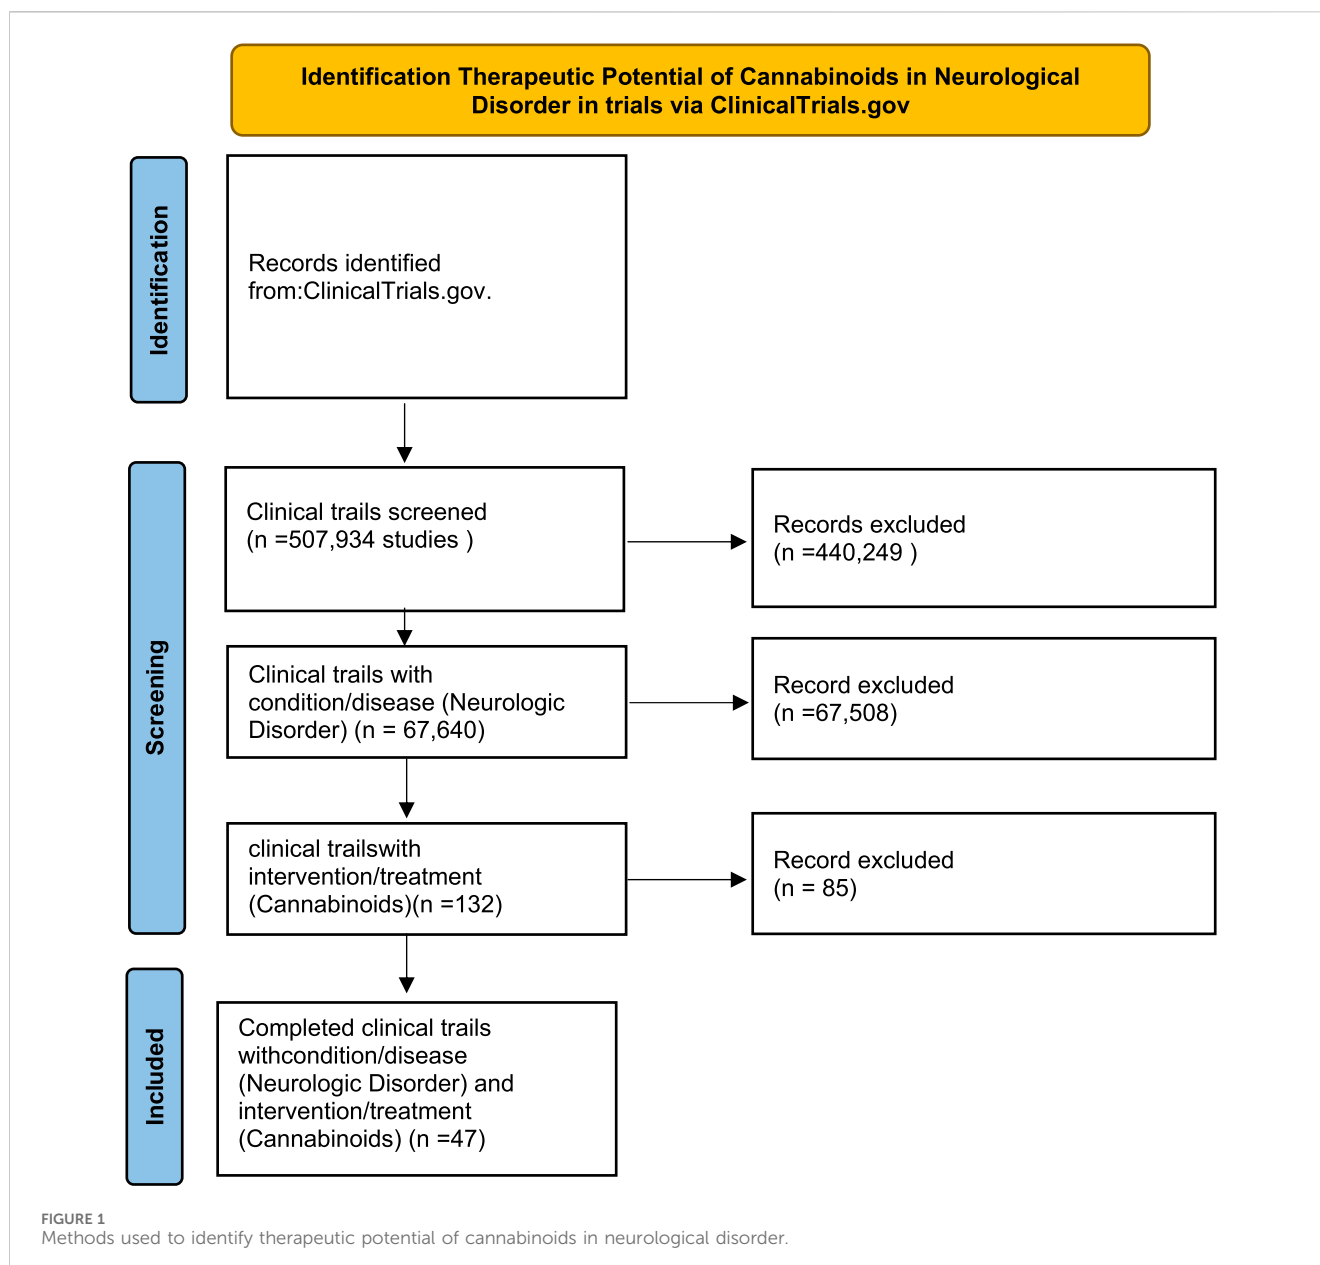 Identification Therapeutic Potential of Cannabinoids in Neurological
Disorder in trials via ClinicalTrials.gov
Identification
Records identified
from:ClinicalTrials.gov.
Screening
Clinical trails screened
(n =507,934 studies )
Records excluded
(n =440,249 )
Clinical trails with
condition/disease (Neurologic
Disorder) (n = 67,640)
Record excluded
(n =67,508)
clinical trailswith
intervention/treatment
(Cannabinoids)(n =132)
Record excluded
(n = 85)
Included
Completed clinical trails
withcondition/disease
(Neurologic Disorder) and
intervention/treatment
(Cannabinoids) (n =47)
FIGURE 1
Methods used to identify therapeutic potential of cannabinoids in neurological disorder.